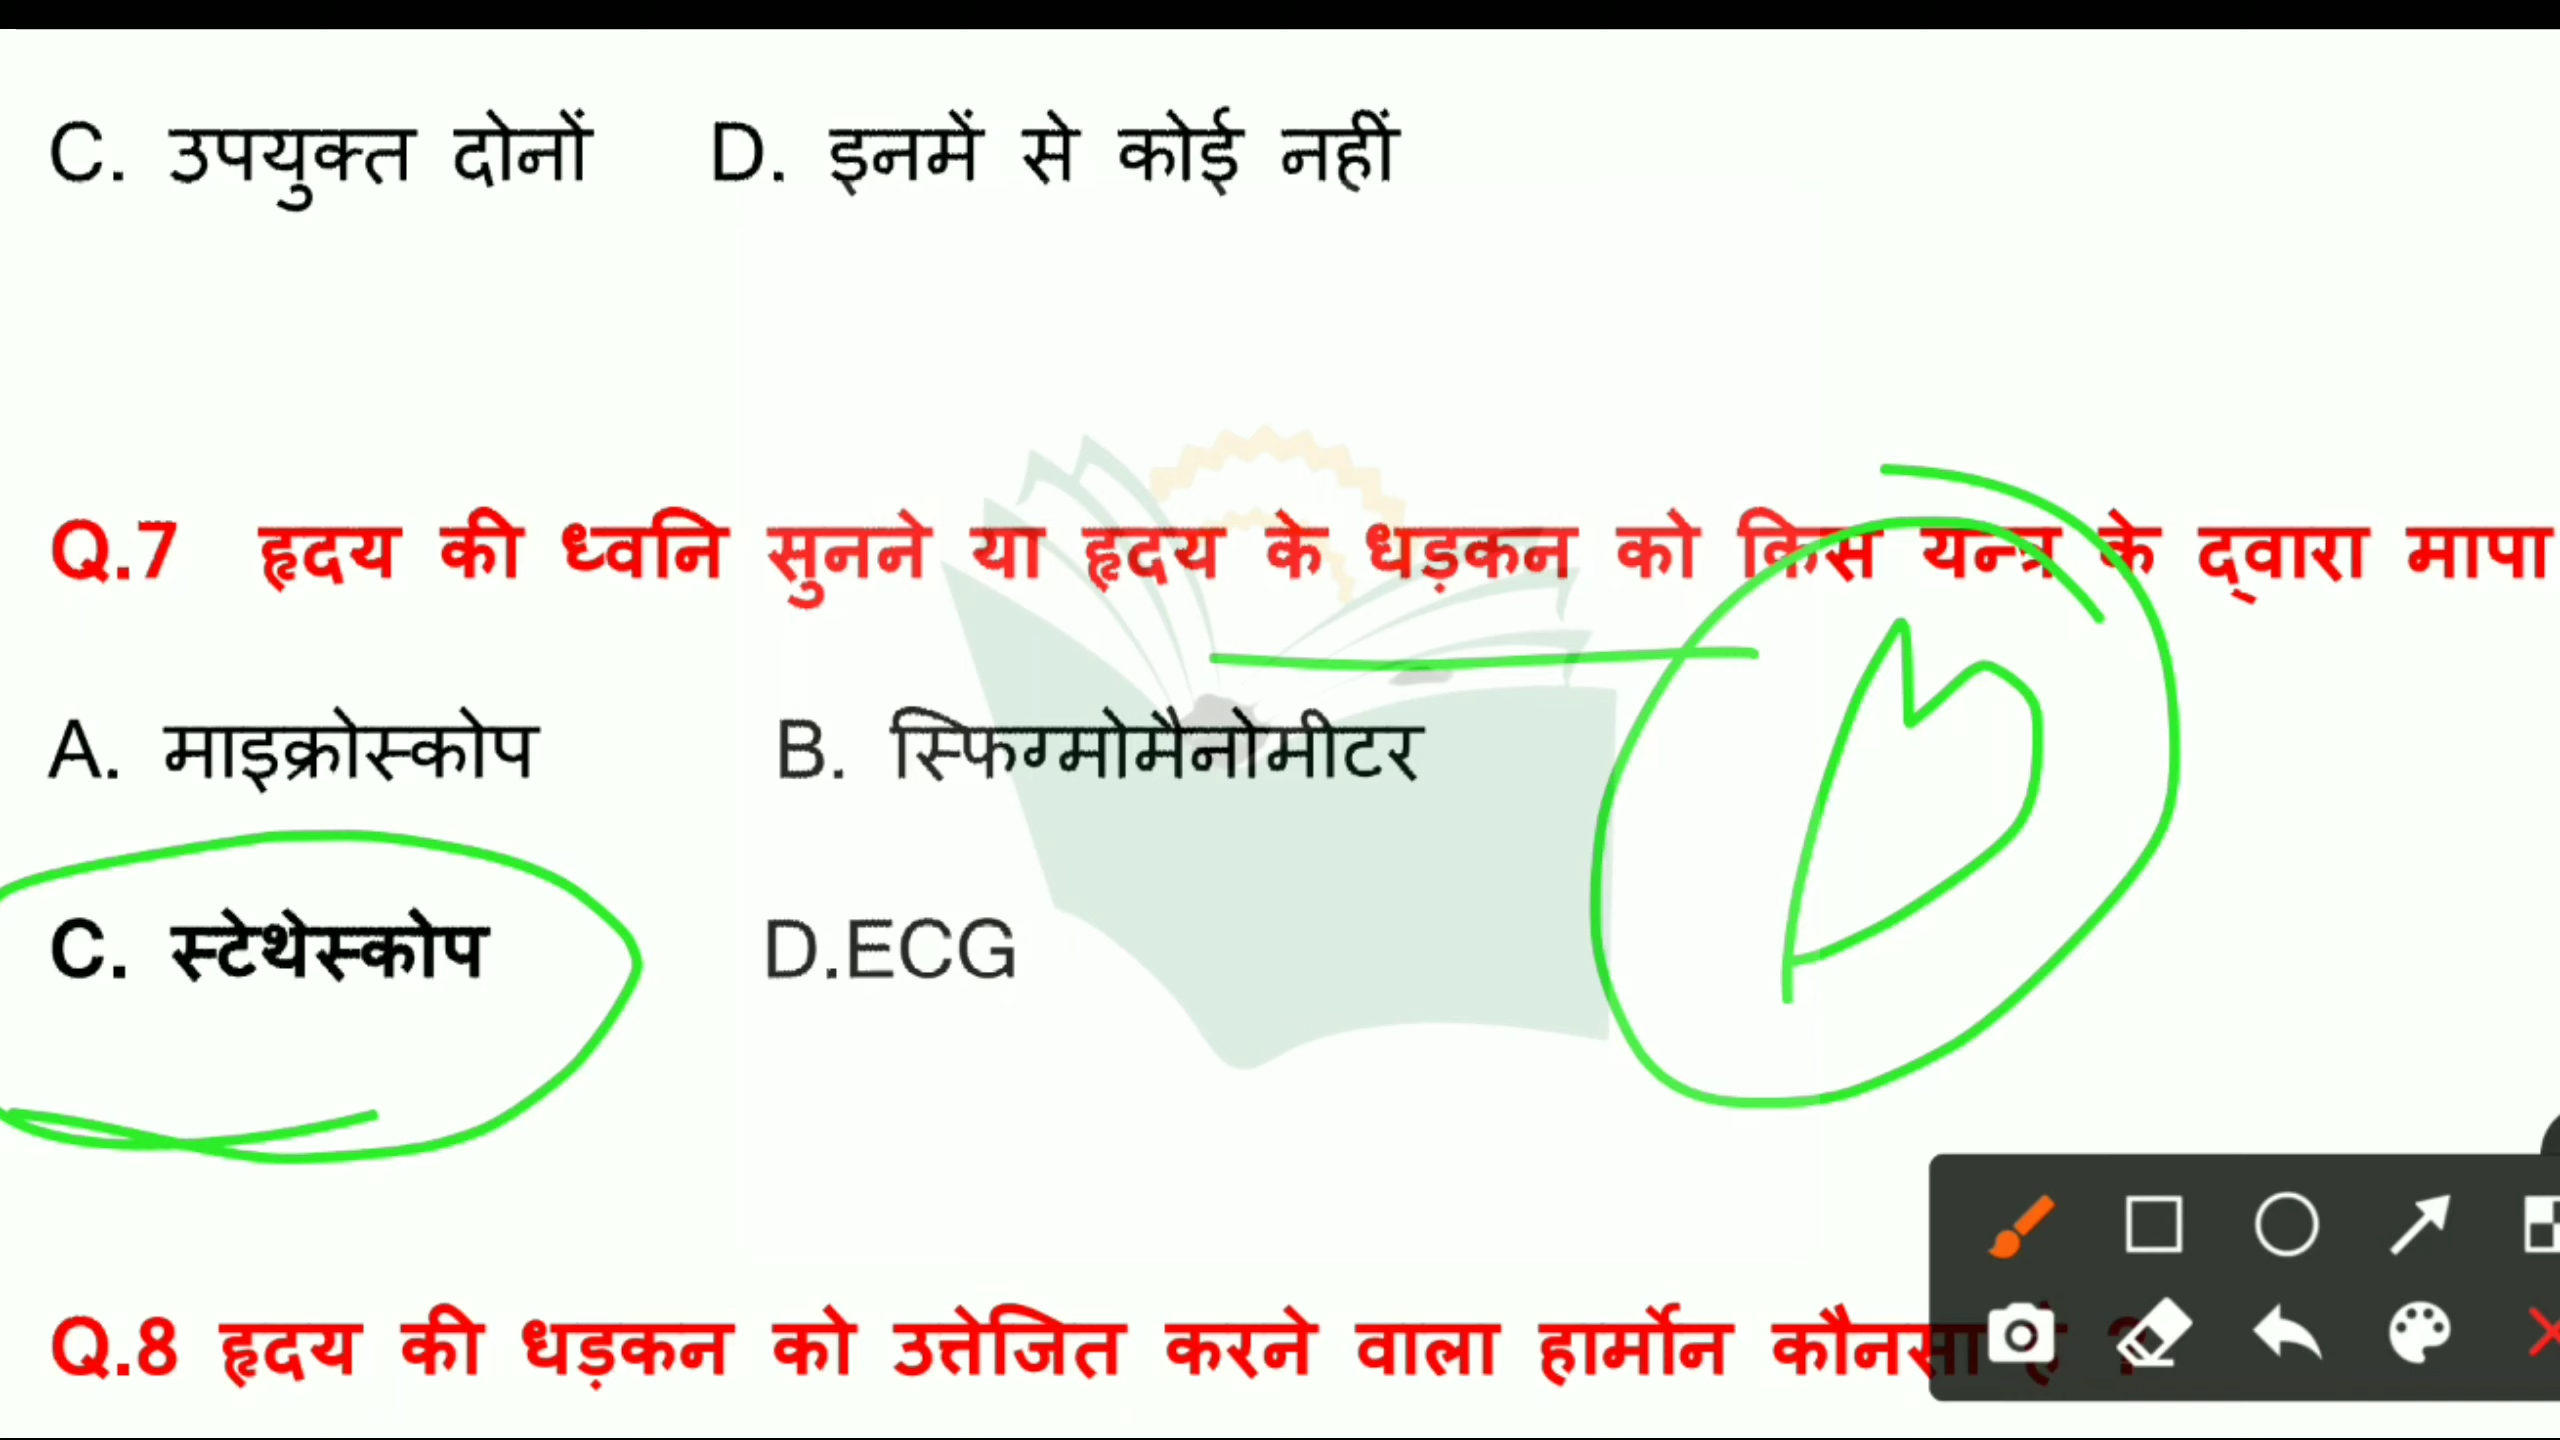 C. उपयुक्त दोनों D. इनमें से कोई नहीं
Q.7 हृदय की ध्वनि सुनने या हृदय के धड़कन को किस यन्त्र के द्वारा मापा
A. माइक्रोस्कोप B. स्फिग्मोमैनोमीटर
C. स्टेथेस्कोप D.ECG
Q.8 हृदय की धड़कन को उत्तेजित करने वाला हार्मोन कौनसा है ?